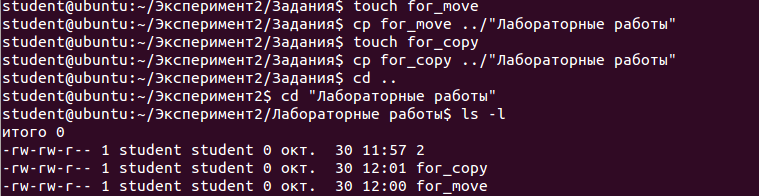 student@ubuntu:~/Эксперимент2/Задания$ touch for_move
student@ubuntu:~/Эксперимент2/Задания$ cp for_move ../"Лабораторные работы"
student@ubuntu:~/Эксперимент2/Задания$ touch for_copy
student@ubuntu:~/Эксперимент2/Задания$ cp for_copy ../"Лабораторные работы"
student@ubuntu:~/Эксперимент2/Задания$ cd ..
student@ubuntu:~/Эксперимент2$ cd "Лабораторные работы"
student@ubuntu:~/Эксперимент2/Лабораторные работы$ ls -l
итого 0
-rw-rw-r-- 1 student student 0 окт.  30 11:57 2
-rw-rw-r-- 1 student student 0 окт.  30 12:01 for_copy
-rw-rw-r-- 1 student student 0 окт.  30 12:00 for_move